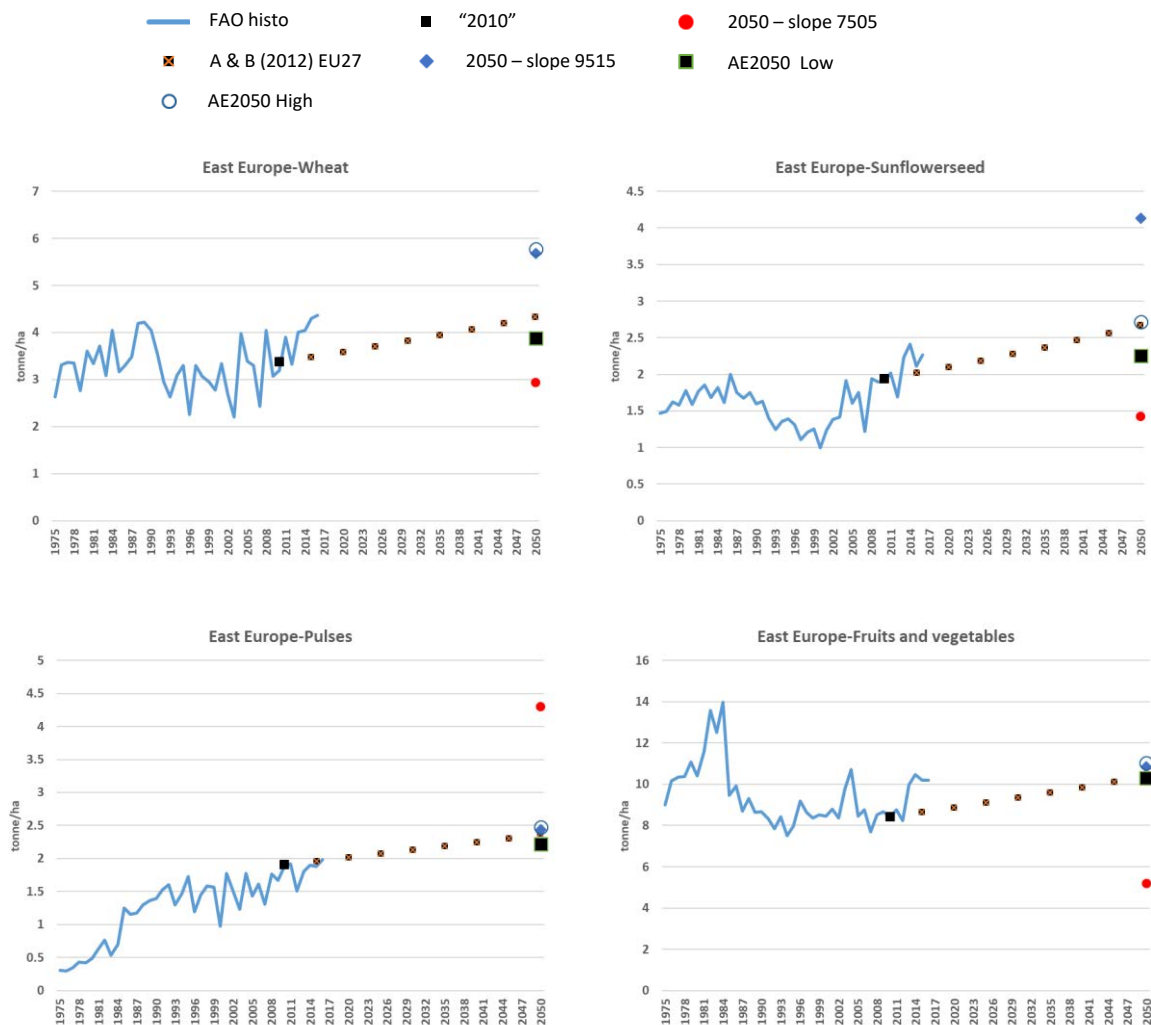 FAO histo “2010” 2050 – slope 7505
A & B (2012) EU27 2050 – slope 9515 AE2050 Low
AE2050 High
East Europe-Wheat
tonne/ha
7
6
5
4
3
2
1
0
1975 1978 1981 1984 1987 1990 1993 1996 1999 2002 2005 2008 2011 2014 2017 2020 2023 2026 2029 2032 2035 2038 2041 2044 2047 2050
East Europe-Sunflowerseed
tonne/ha
4.5
4
3.5
3
2.5
2
1.5
1
0.5
0
1975 1978 1981 1984 1987 1990 1993 1996 1999 2002 2005 2008 2011 2014 2017 2020 2023 2026 2029 2032 2035 2038 2041 2044 2047 2050
East Europe-Pulses
tonne/ha
5
4.5
4
3.5
3
2.5
2
1.5
1
0.5
0
1975 1978 1981 1984 1987 1990 1993 1996 1999 2002 2005 2008 2011 2014 2017 2020 2023 2026 2029 2032 2035 2038 2041 2044 2047 2050
East Europe-Fruits and vegetables
tonne/ha
16
14
12
10
8
6
4
2
0
1975 1978 1981 1984 1987 1990 1993 1996 1999 2002 2005 2008 2011 2014 2017 2020 2023 2026 2029 2032 2035 2038 2041 2044 2047 2050